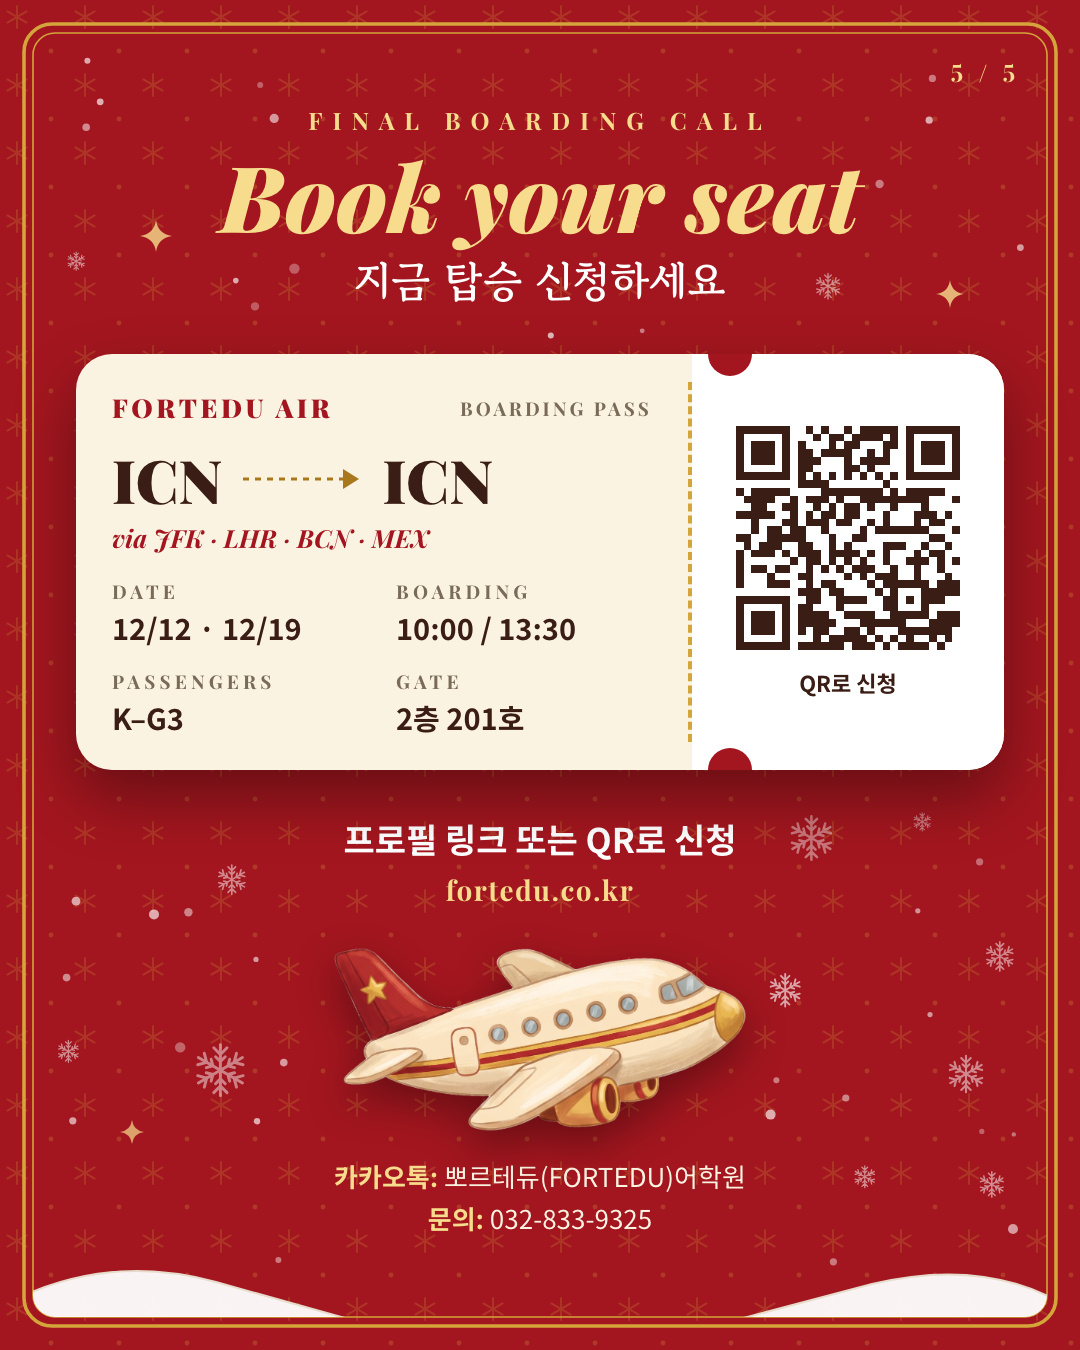 5 / 5
FINAL BOARDING CALL
Book your seat
지금 탑승 신청하세요
FORTEDU AIR
BOARDING PASS
ICN
ICN
via JFK · LHR · BCN · MEX
DATE
BOARDING
12/12 · 12/19
10:00 / 13:30
PASSENGERS
GATE
K–G3
2층 201호
QR로 신청
프로필 링크 또는 QR로 신청
fortedu.co.kr
카카오톡: 뽀르테듀(FORTEDU)어학원
문의: 032-833-9325